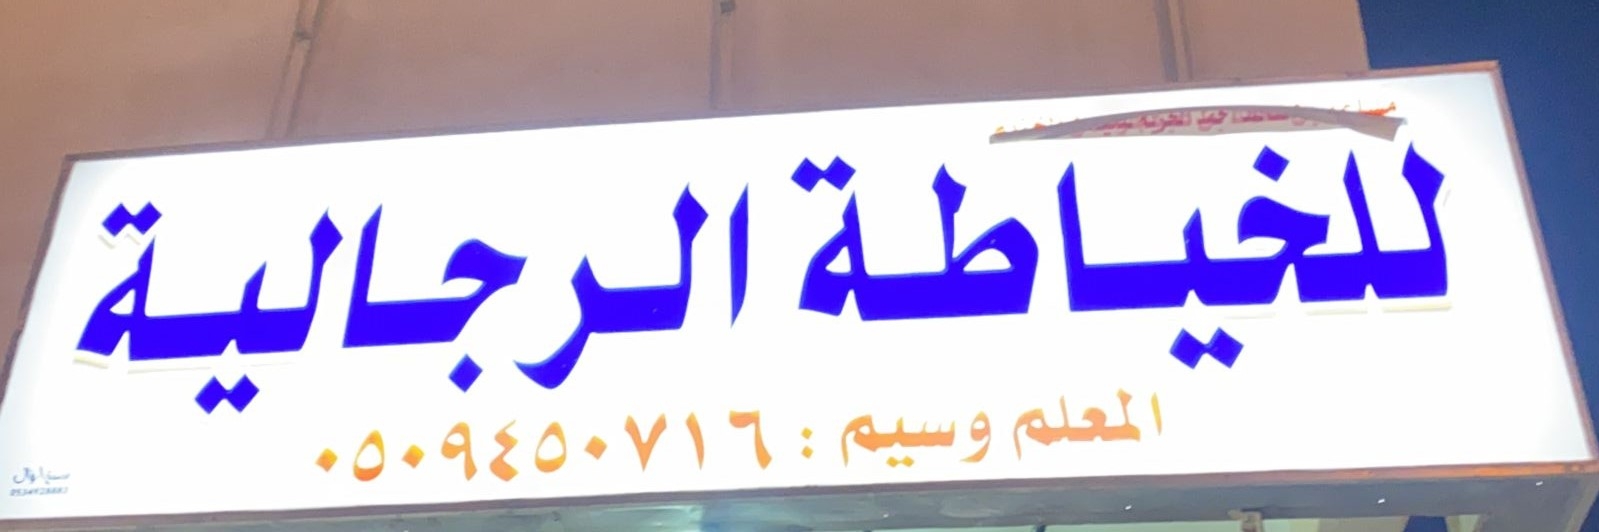 للخياطة الرجالية
المعلم وسيم : ٠٥٠٩٤٥٠٧١٦